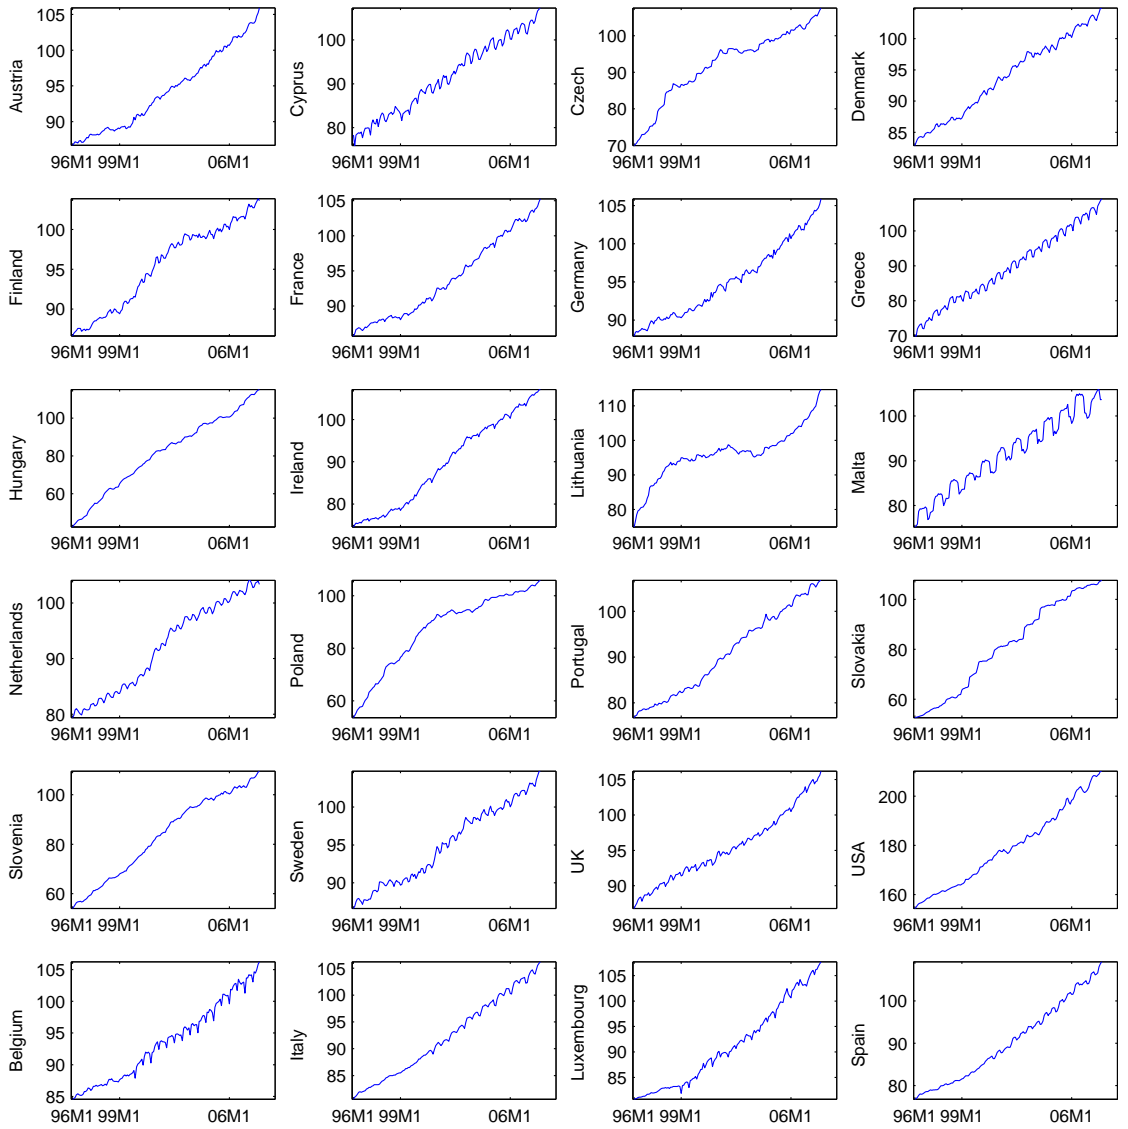 Austria
105
100
95
90
96M1 99M1 06M1
Cyprus
100
90
80
96M1 99M1 06M1
Czech
100
90
80
70
96M1 99M1 06M1
Denmark
100
95
90
85
96M1 99M1 06M1
Finland
100
95
90
96M1 99M1 06M1
France
105
100
95
90
96M1 99M1 06M1
Germany
105
100
95
90
96M1 99M1 06M1
Greece
100
90
80
70
96M1 99M1 06M1
Hungary
100
80
60
96M1 99M1 06M1
Ireland
100
90
80
96M1 99M1 06M1
Lithuania
110
100
90
80
96M1 99M1 06M1
Malta
100
90
80
96M1 99M1 06M1
Netherlands
100
90
80
96M1 99M1 06M1
Poland
100
80
60
96M1 99M1 06M1
Portugal
100
90
80
96M1 99M1 06M1
Slovakia
100
80
60
96M1 99M1 06M1
Slovenia
100
80
60
96M1 99M1 06M1
Sweden
100
95
90
96M1 99M1 06M1
UK
105
100
95
90
96M1 99M1 06M1
USA
200
180
160
96M1 99M1 06M1
Belgium
105
100
95
90
85
96M1 99M1 06M1
Italy
105
100
95
90
85
96M1 99M1 06M1
Luxembourg
105
100
95
90
85
96M1 99M1 06M1
Spain
100
90
80
96M1 99M1 06M1